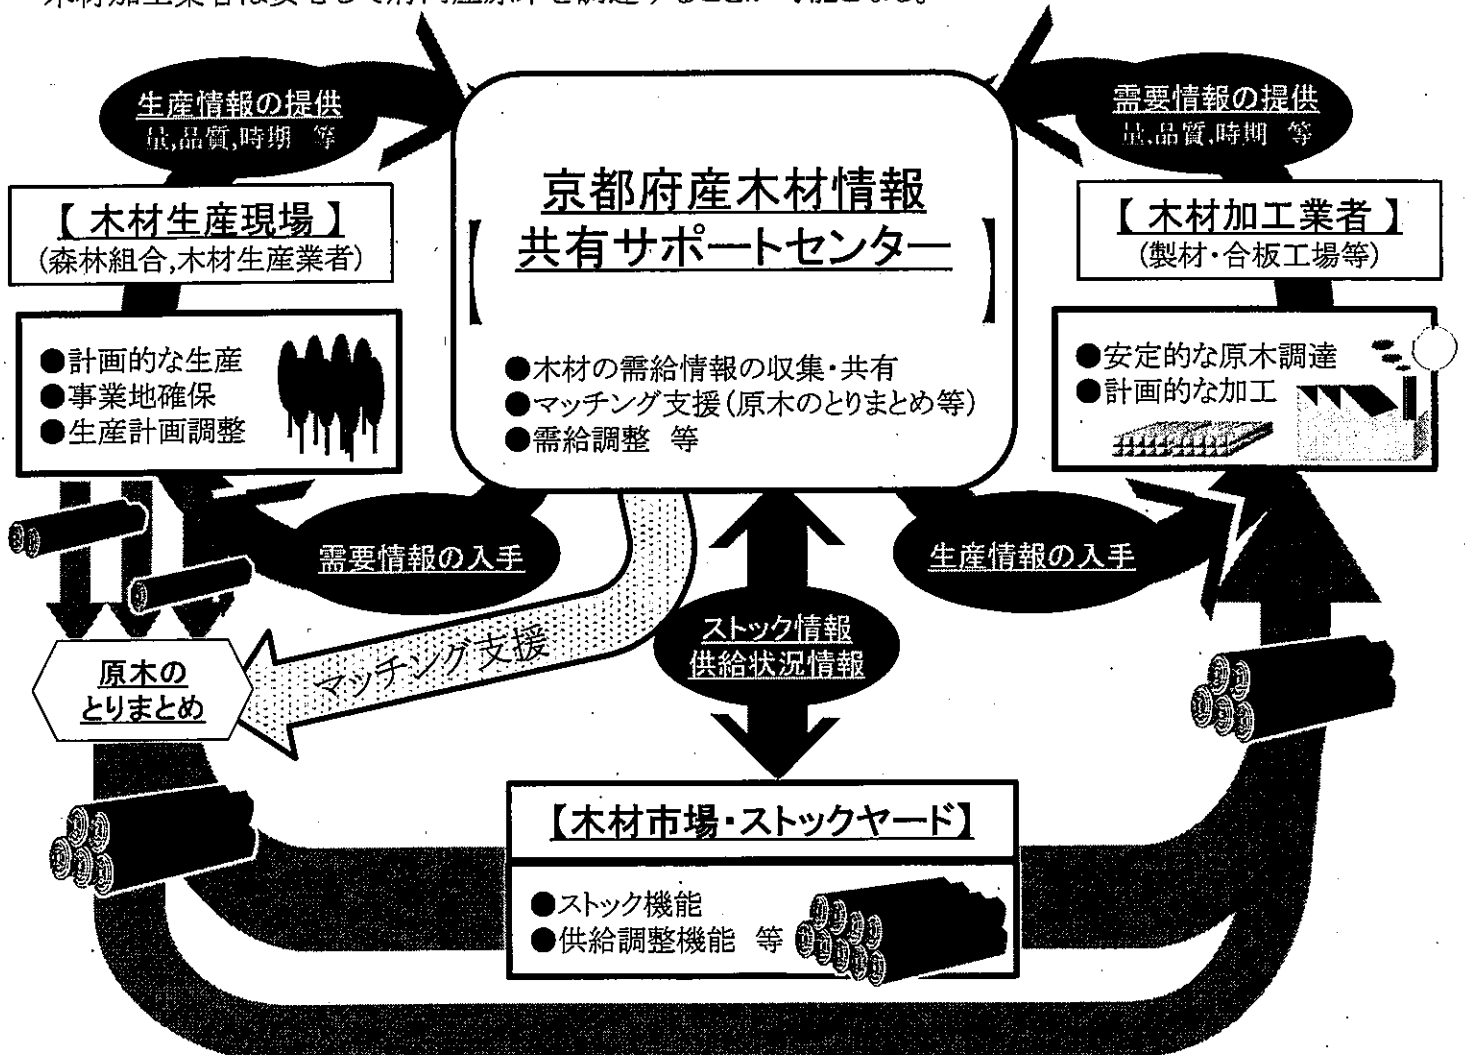 生産情報の提供
量,品質,時期 等
需要情報の提供
量,品質,時期 等
京都府産木材情報
共有サポートセンター
【 木材生産現場 】
(森林組合,木材生産業者)
【 木材加工業者 】
(製材・合板工場等)
●計画的な生産
●事業地確保
●生産計画調整
●木材の需給情報の収集・共有
●マッチング支援(原木のとりまとめ等)
●需給調整 等
●安定的な原木調達
●計画的な加工
需要情報の入手
生産情報の入手
ストック情報
供給状況情報
マッチング支援
原木の
とりまとめ
【木材市場・ストックヤード】
●ストック機能
●供給調整機能 等